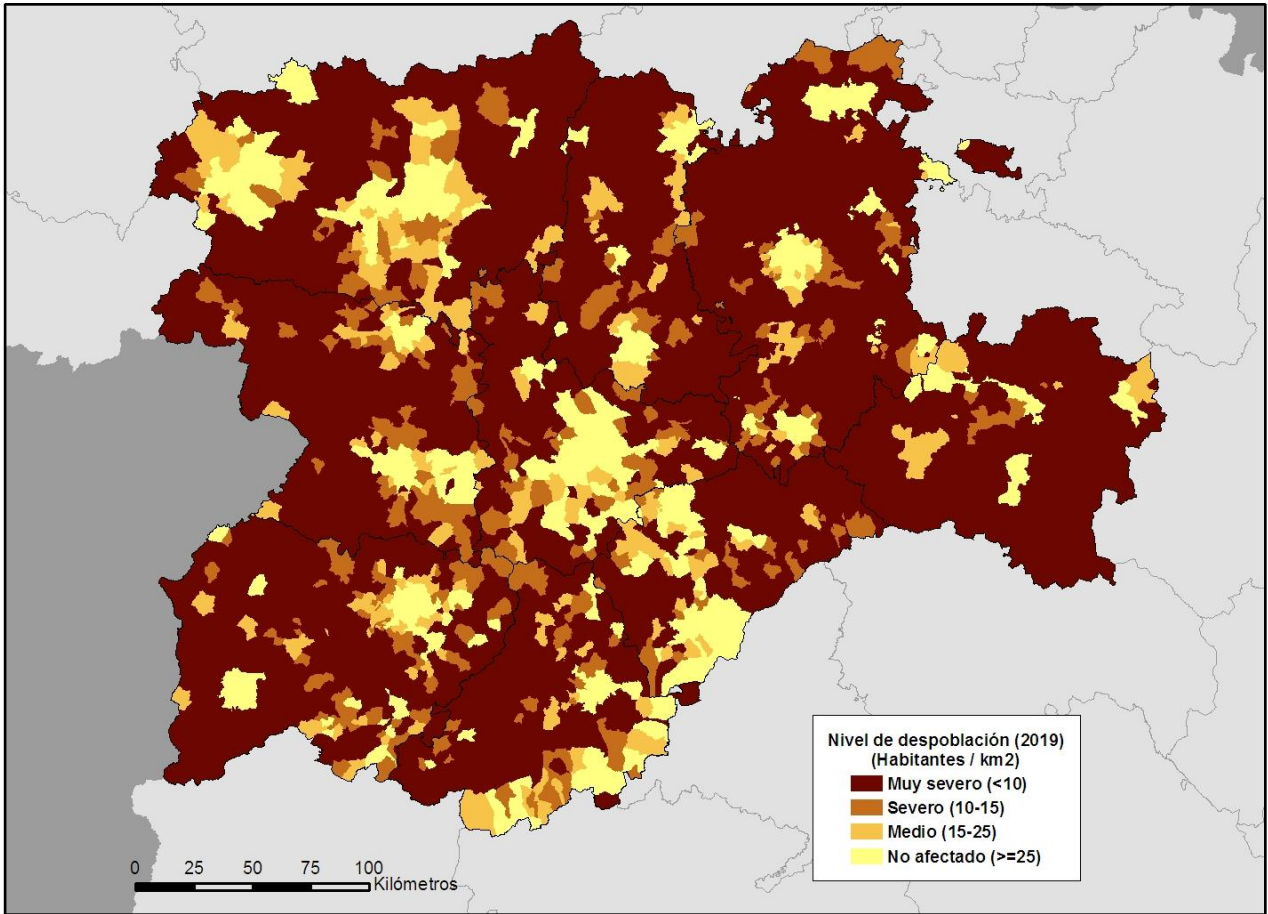 Nivel de despoblación (2019)
(Habitantes / km2)
Muy severo (<10)
Severo (10-15)
Medio (15-25)
No afectado (>=25)
0 25 50 75 100
Kilómetros